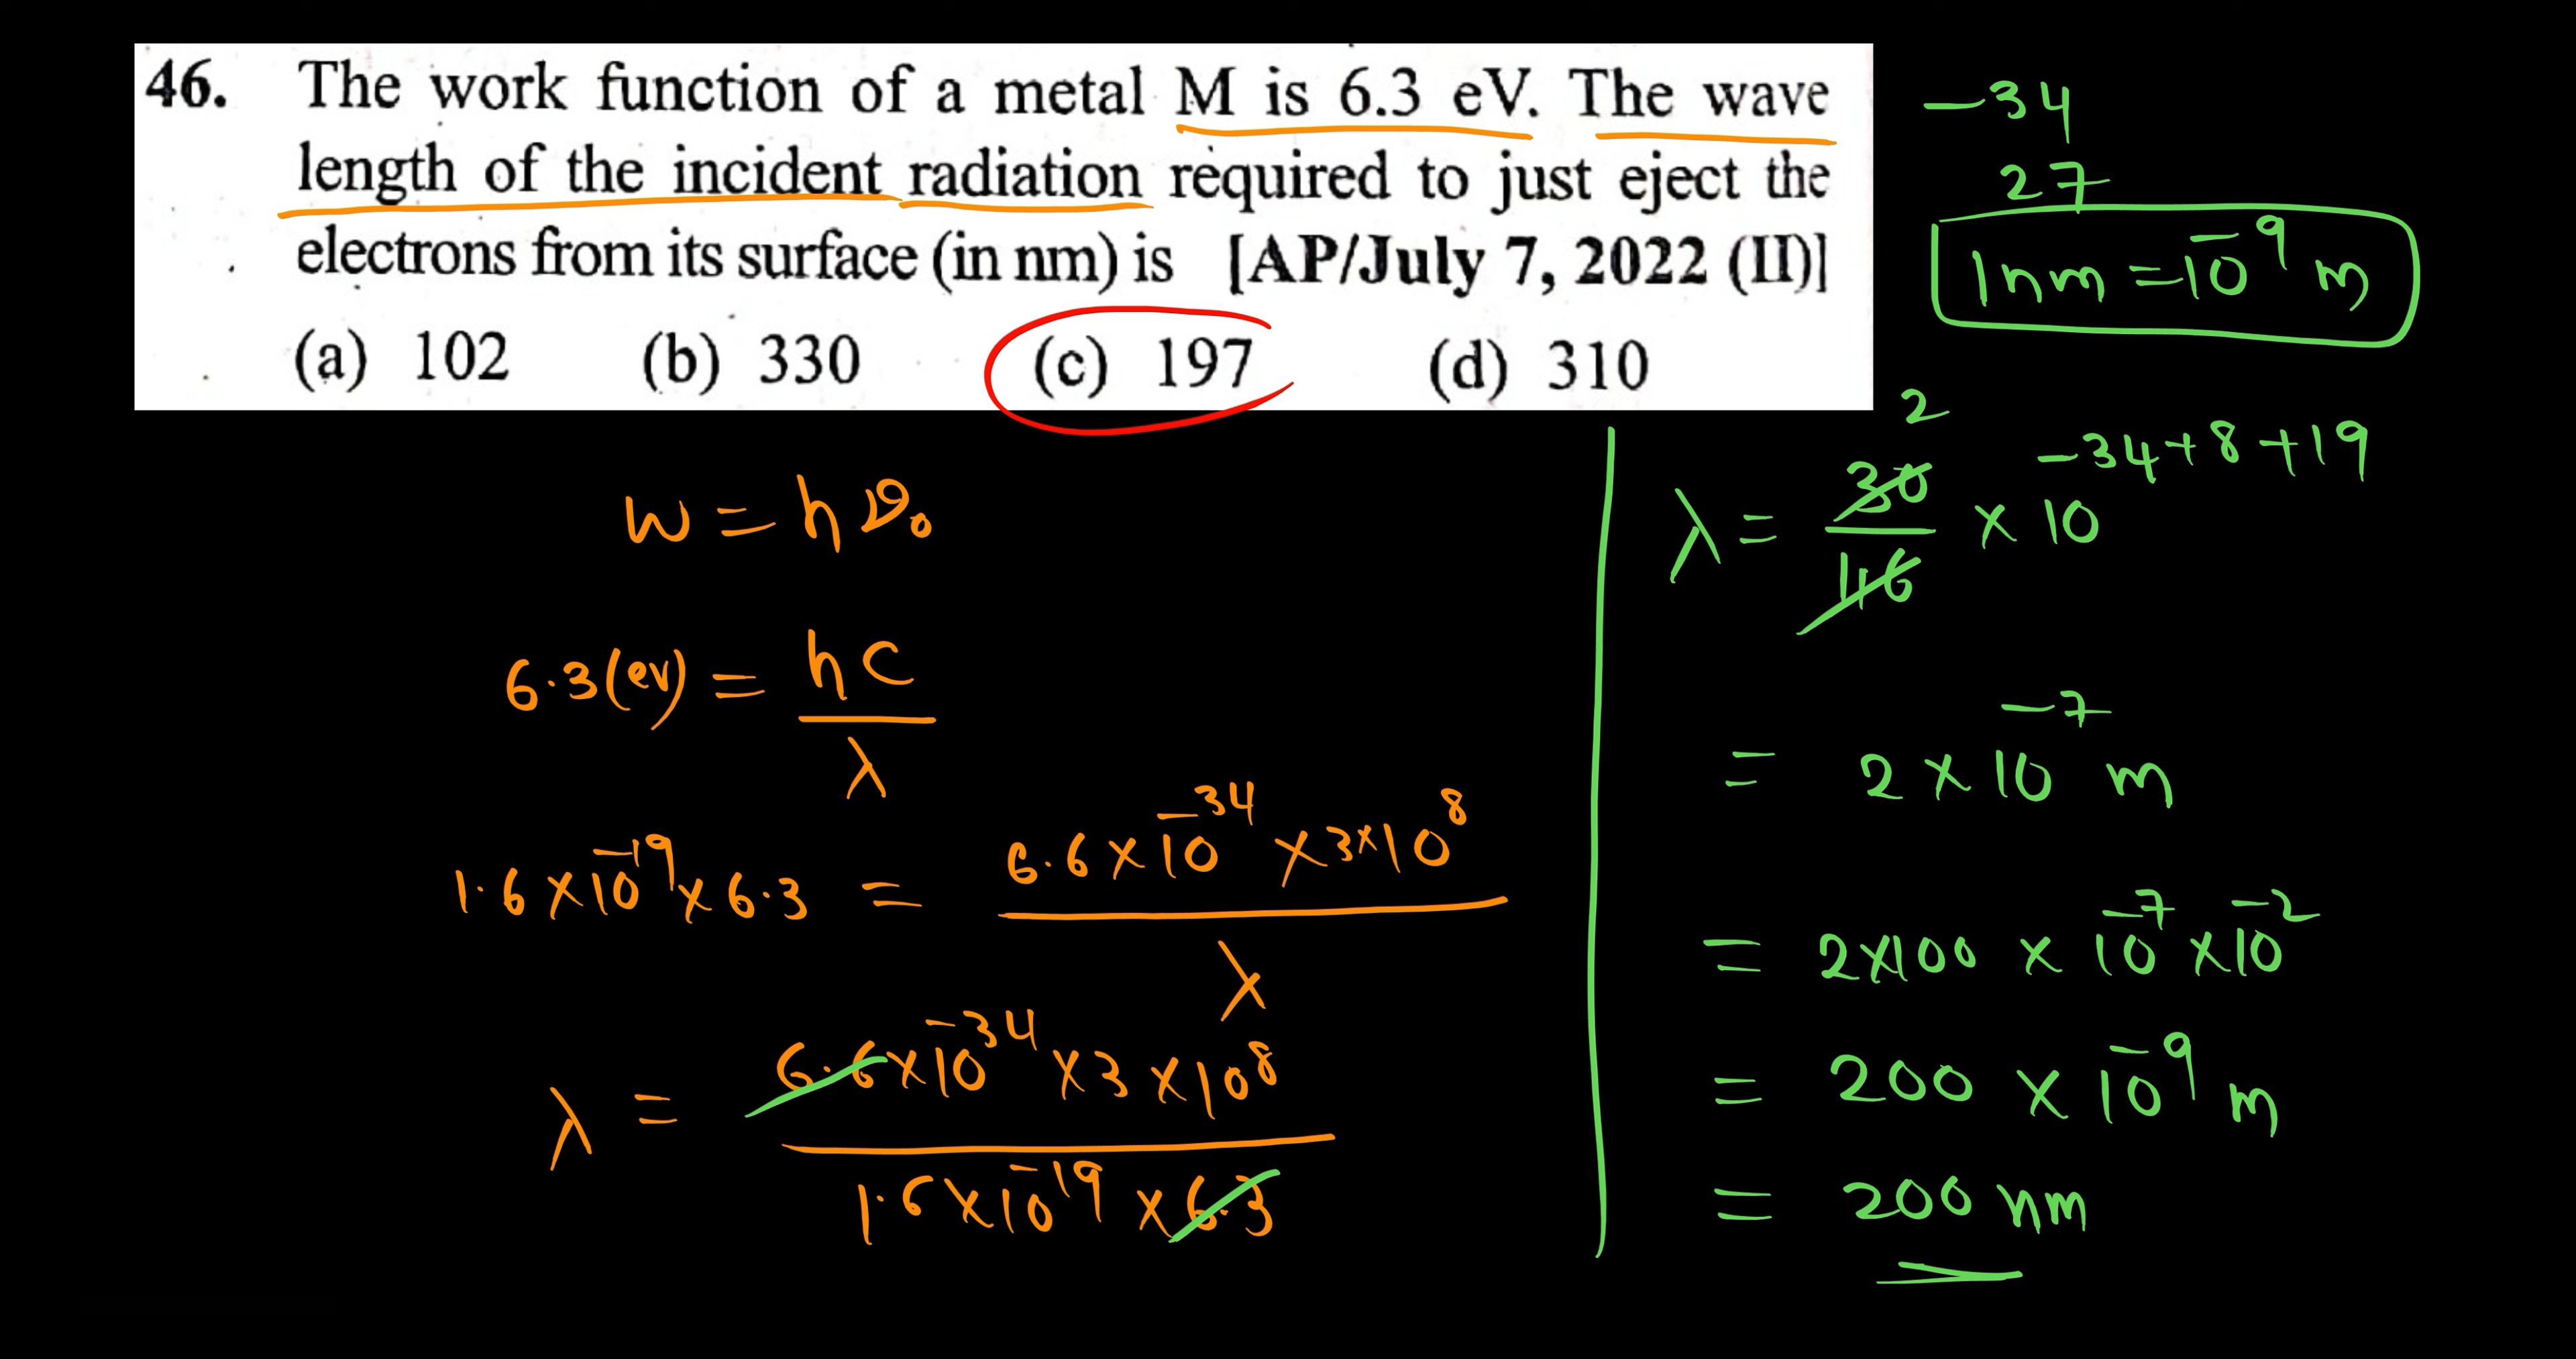 46. The work function of a metal M is 6.3 eV. The wave
length of the incident radiation required to just eject the
electrons from its surface (in nm) is [AP/July 7, 2022 (II)]
(a) 102 (b) 330 (c) 197 (d) 310
w = hν₀
6.3(ev) = hc/λ
1.6×10⁻¹⁹×6.3 = 6.6×10⁻³⁴×3×10⁸/λ
λ = 6.6×10⁻³⁴×3×10⁸/1.6×10⁻¹⁹×6.3
-34
27
1nm = 10⁻⁹ m
2
λ = 30/16 × 10⁻³⁴⁺⁸⁺¹⁹
= 2×10⁻⁷ m
= 2×100 × 10⁻⁷×10⁻²
= 200 × 10⁻⁹ m
= 200 nm